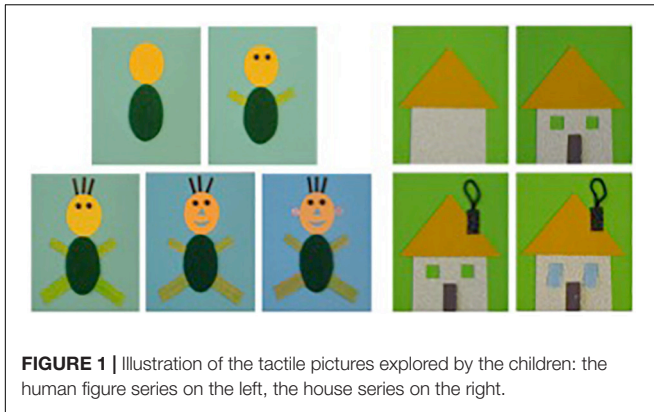 FIGURE 1 | Illustration of the tactile pictures explored by the children: the
human figure series on the left, the house series on the right.